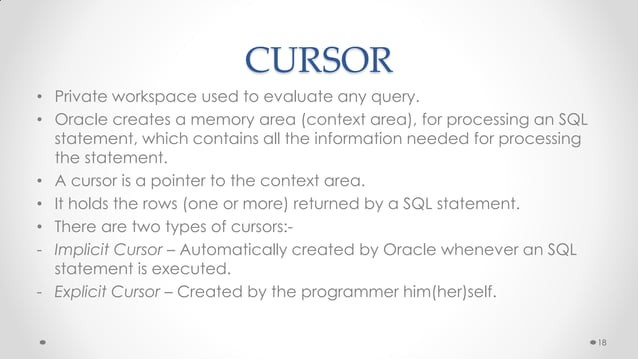 CURSOR
• Private workspace used to evaluate any query.
• Oracle creates a memory area (context area), for processing an SQL
statement, which contains all the information needed for processing
the statement.
• A cursor is a pointer to the context area.
• It holds the rows (one or more) returned by a SQL statement.
• There are two types of cursors:-
- Implicit Cursor – Automatically created by Oracle whenever an SQL
statement is executed.
- Explicit Cursor – Created by the programmer him(her)self.
18